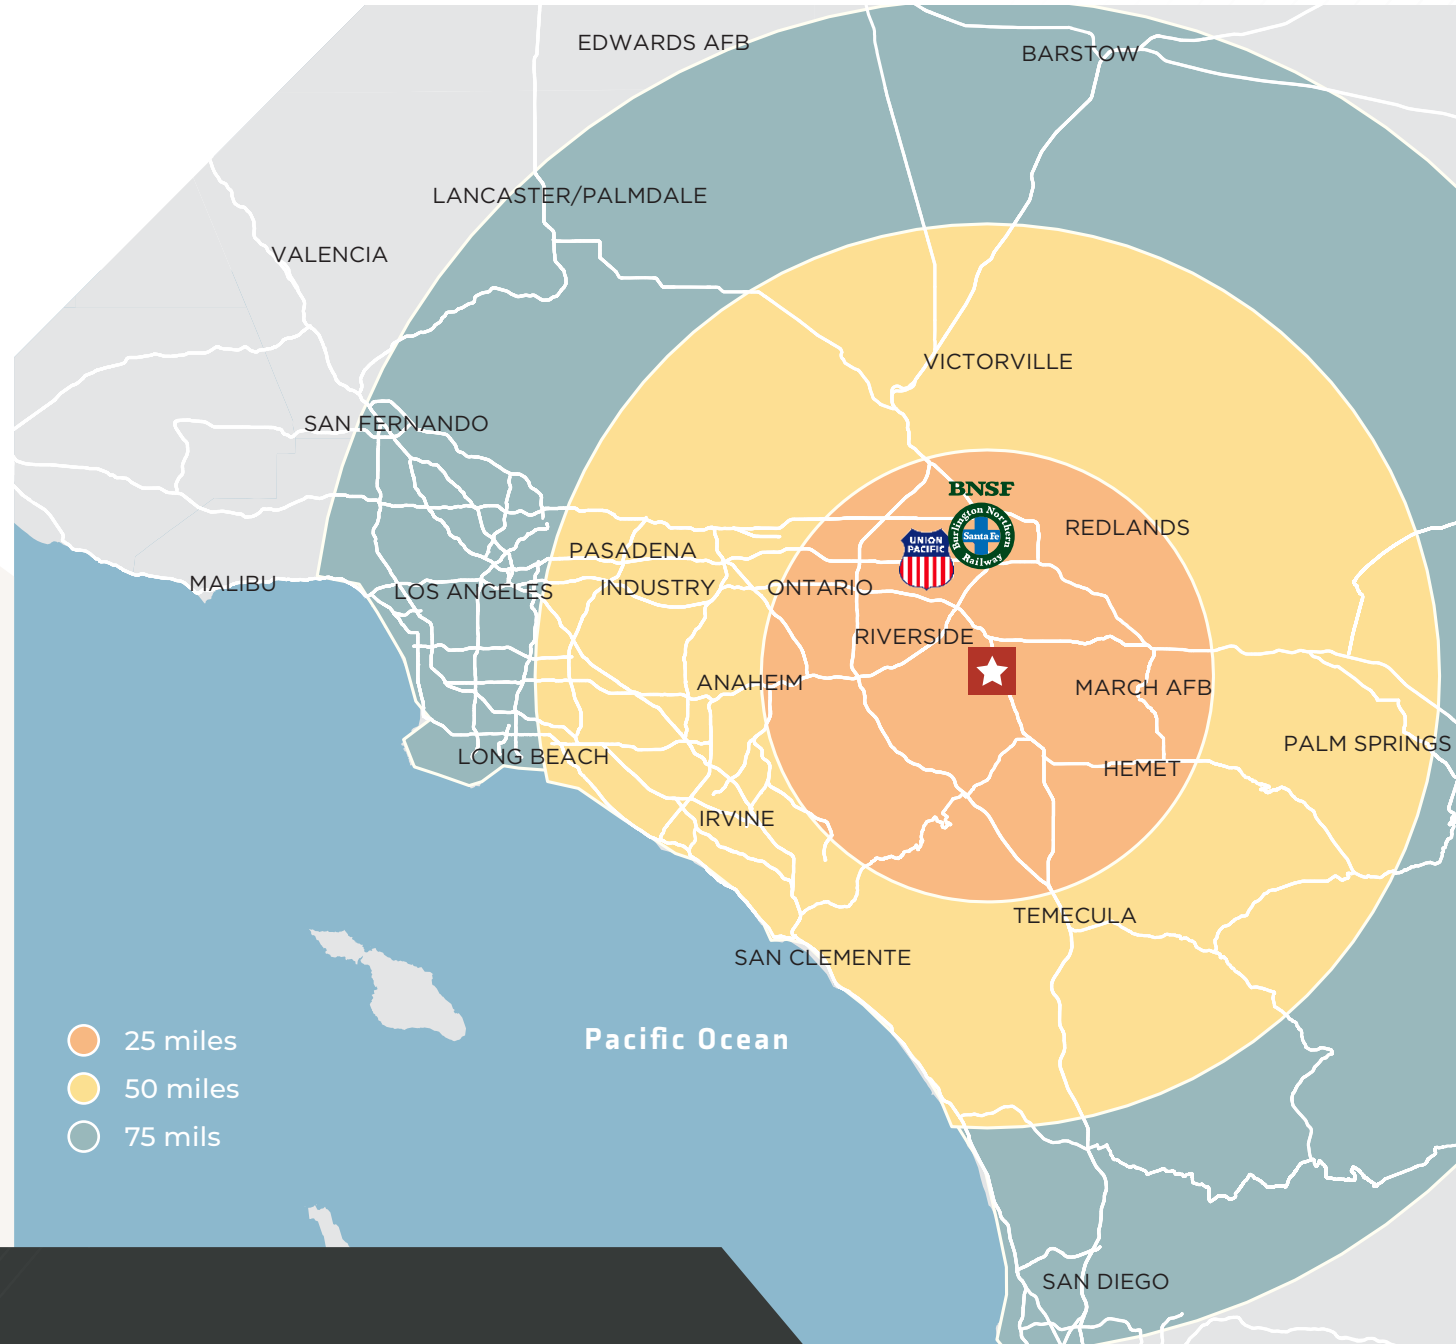 EDWARDS AFB
BARSTOW
LANCASTER/PALMDALE
VALENCIA
VICTORVILLE
SAN FERNANDO
BNSF
Burlington Northern
Santa Fe
Railway
UNION
PACIFIC
REDLANDS
PASADENA
MALIBU
LOS ANGELES
INDUSTRY
ONTARIO
RIVERSIDE
ANAHEIM
MARCH AFB
PALM SPRINGS
LONG BEACH
HEMET
IRVINE
TEMECULA
SAN CLEMENTE
Pacific Ocean
25 miles
50 miles
75 mils
SAN DIEGO